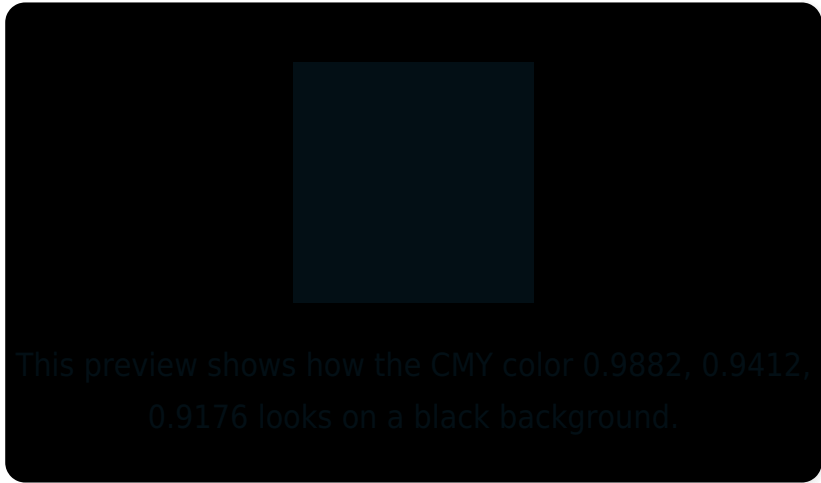 This preview shows how the CMY color 0.9882, 0.9412,
0.9176 looks on a black background.